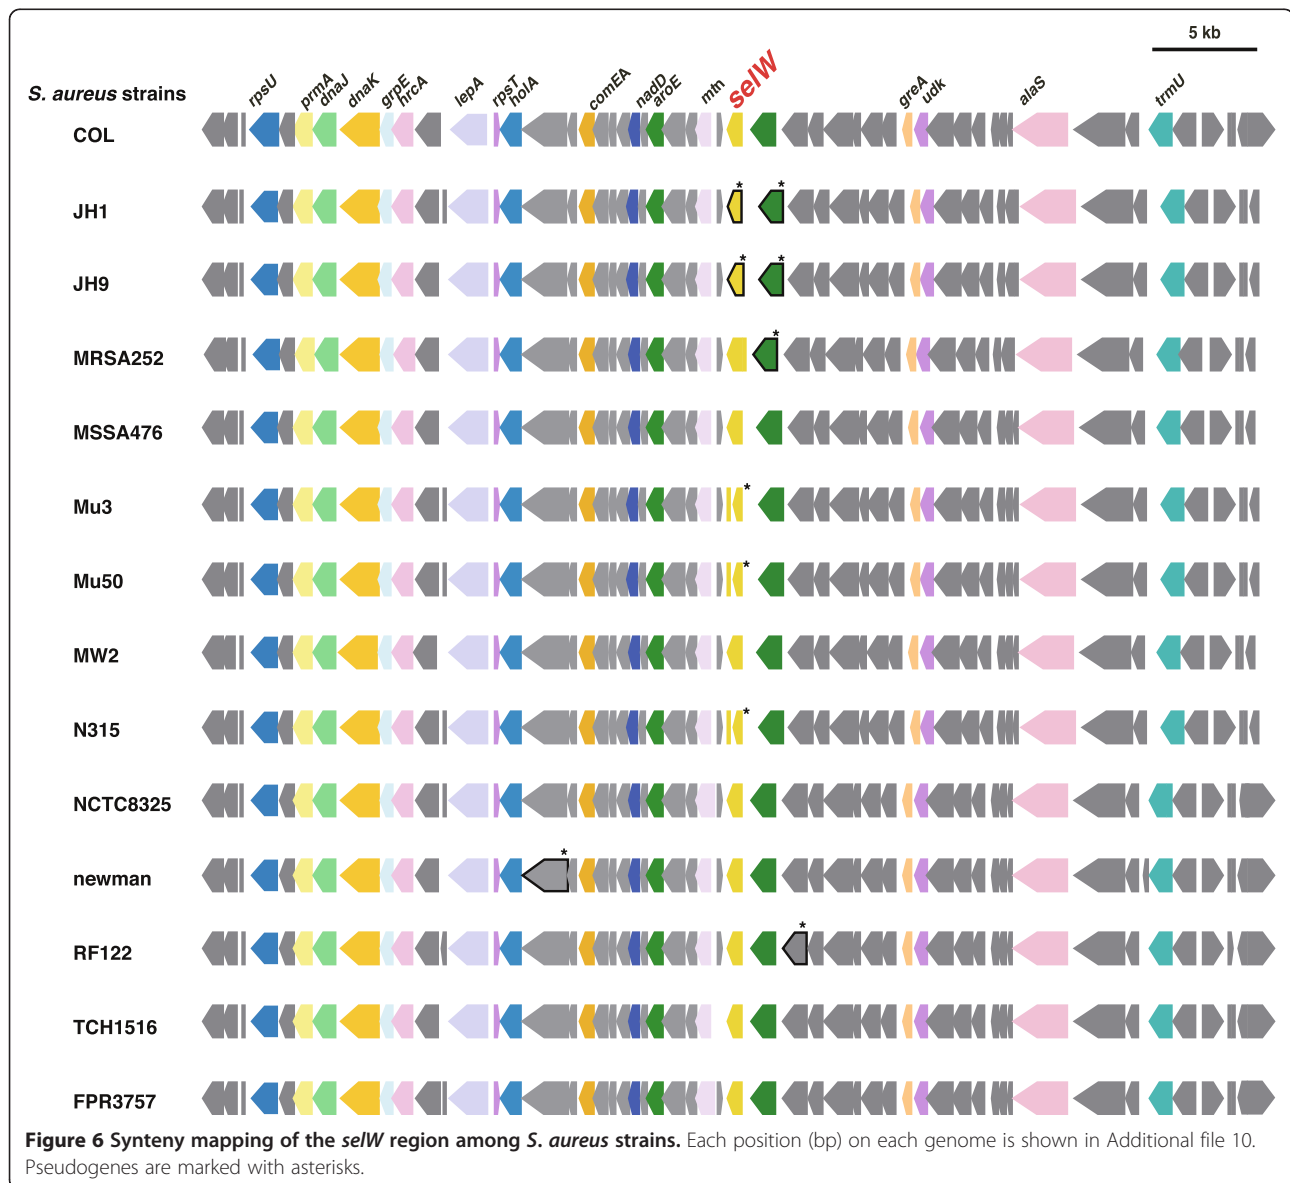 5 kb
S. aureus strains
rpsU prmA dnaJ dnaK grpE hrcA lepA rpsT holA comEA nadD aroE mtn selW greA udk alaS trmU
COL
* *
JH1
* *
JH9
*
MRSA252
MSSA476
*
Mu3
*
Mu50
MW2
*
N315
NCTC8325
*
newman
*
RF122
TCH1516
FPR3757
Figure 6 Synteny mapping of the selW region among S. aureus strains. Each position (bp) on each genome is shown in Additional file 10.
Pseudogenes are marked with asterisks.